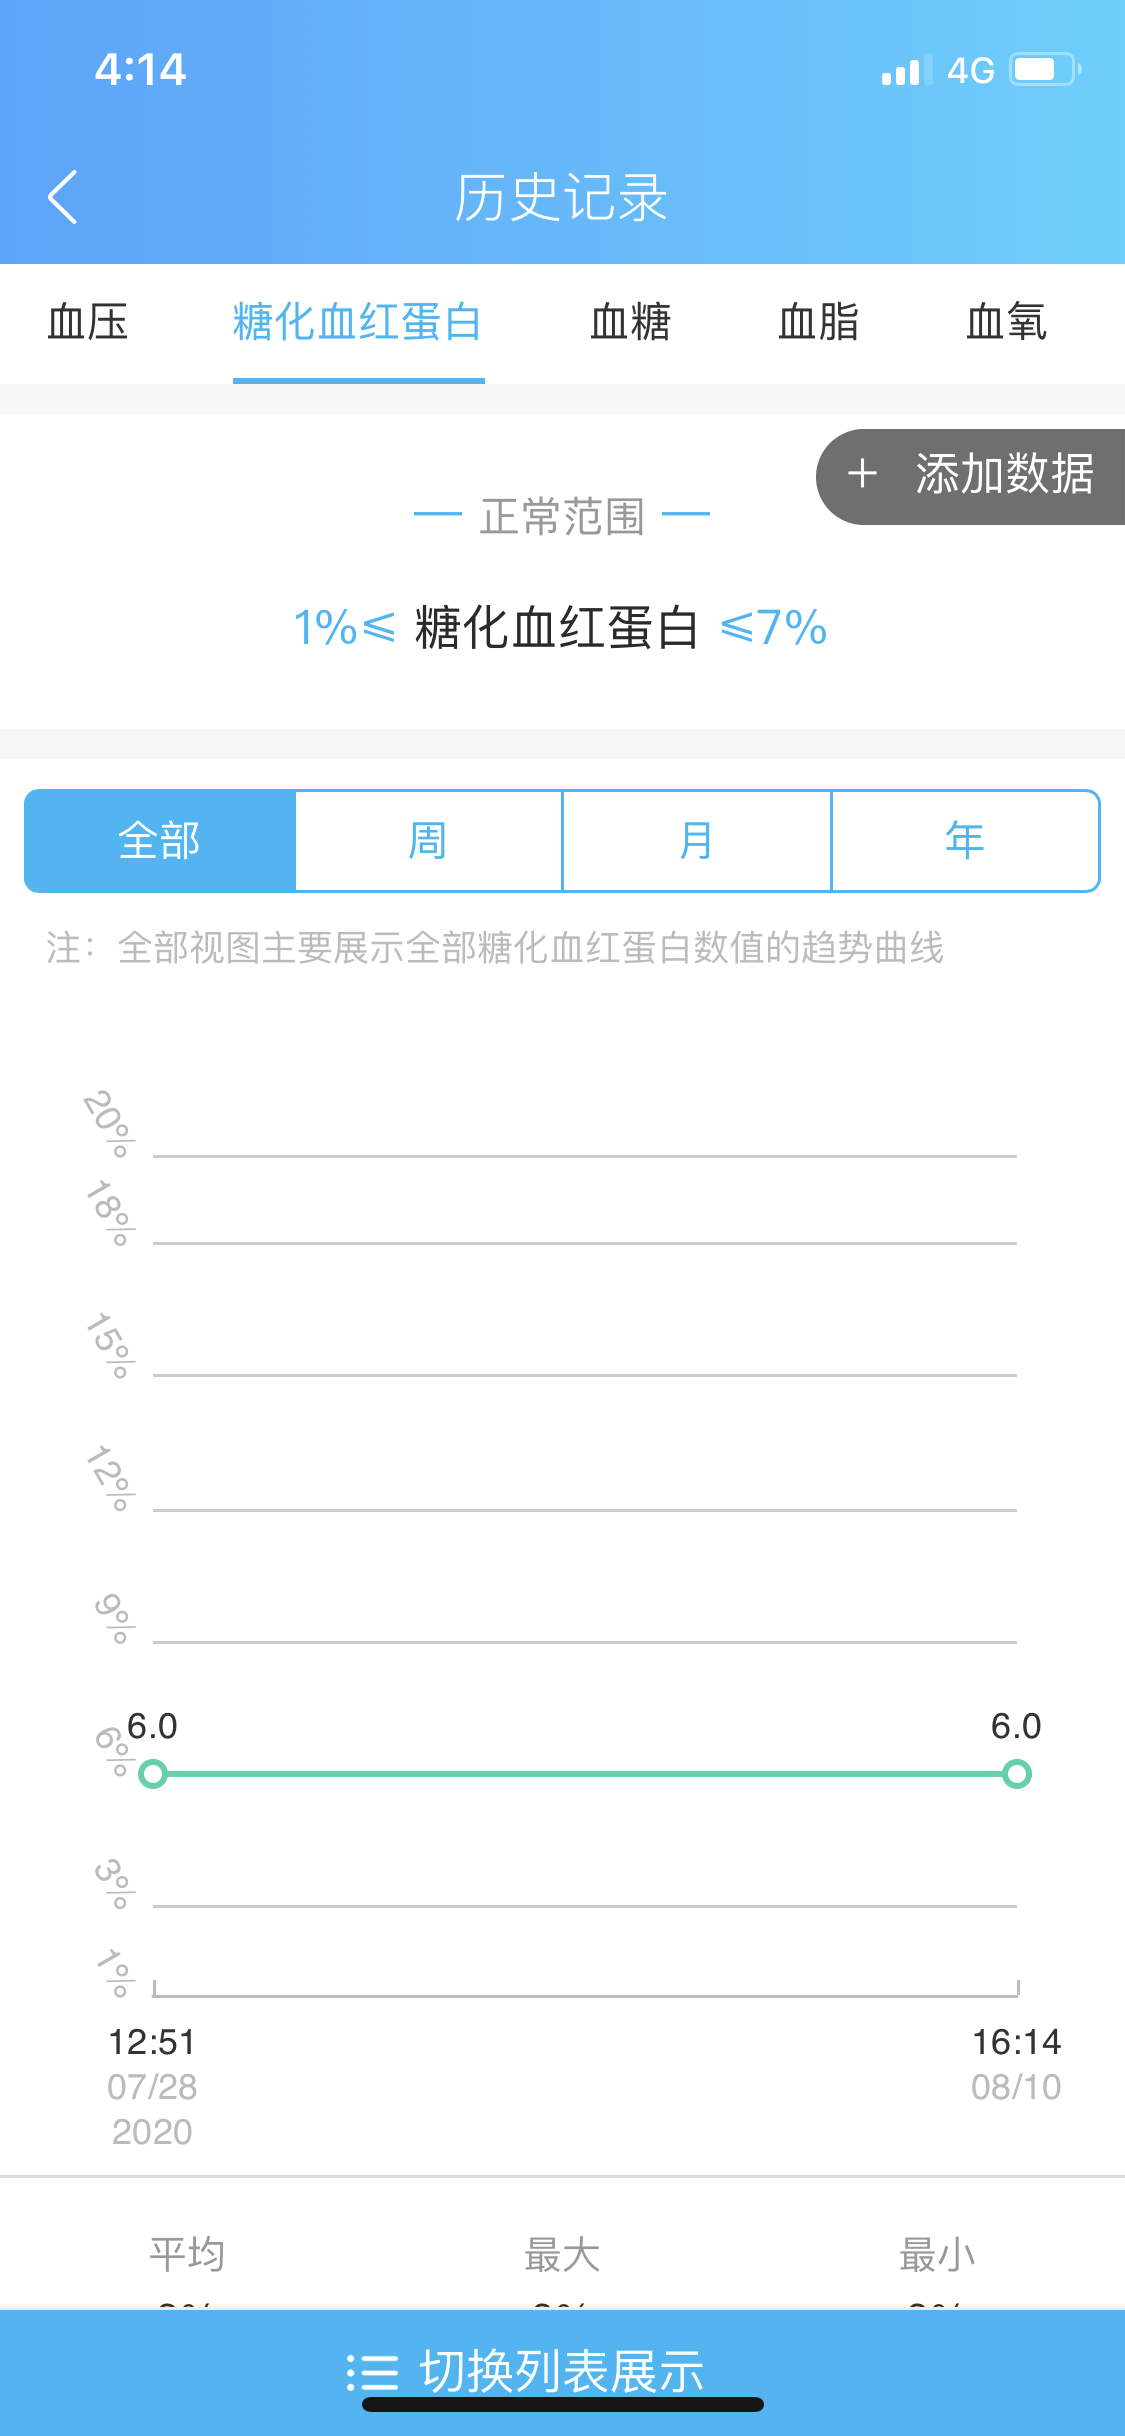 4:14
4G
历史记录
血压 糖化血红蛋白 血糖 血脂 血氧
+ 添加数据
正常范围
1%≤ 糖化血红蛋白 ≤7%
全部 周 月 年
注：全部视图主要展示全部糖化血红蛋白数值的趋势曲线
20%
18%
15%
12%
9%
6%
6.0 6.0
3%
1%
12:51 16:14
07/28 08/10
2020
平均 最大 最小
切换列表展示